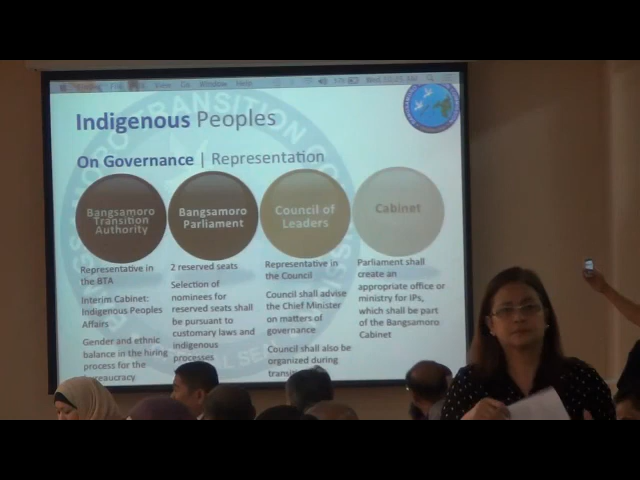 View Go Window Help
Indigenous Peoples
On Governance | Representation
Bangsamoro
Transition
Authority
Bangsamoro
Parliament
Council of
Leaders
Cabinet
Representative in
the BTA
Interim Cabinet:
Indigenous Peoples
Affairs
Gender and ethnic
balance in the hiring
process for the
2 reserved seats
Selection of
nominees for
reserved seats shall
be pursuant to
customary laws and
indigenous
processes
Representative in
the Council
Council shall advise
the Chief Minister
on matters of
governance
Council shall also be
organized during
Parliament shall
create an
appropriate office or
ministry for IPs,
which shall be part
of the Bangsamoro
Cabinet